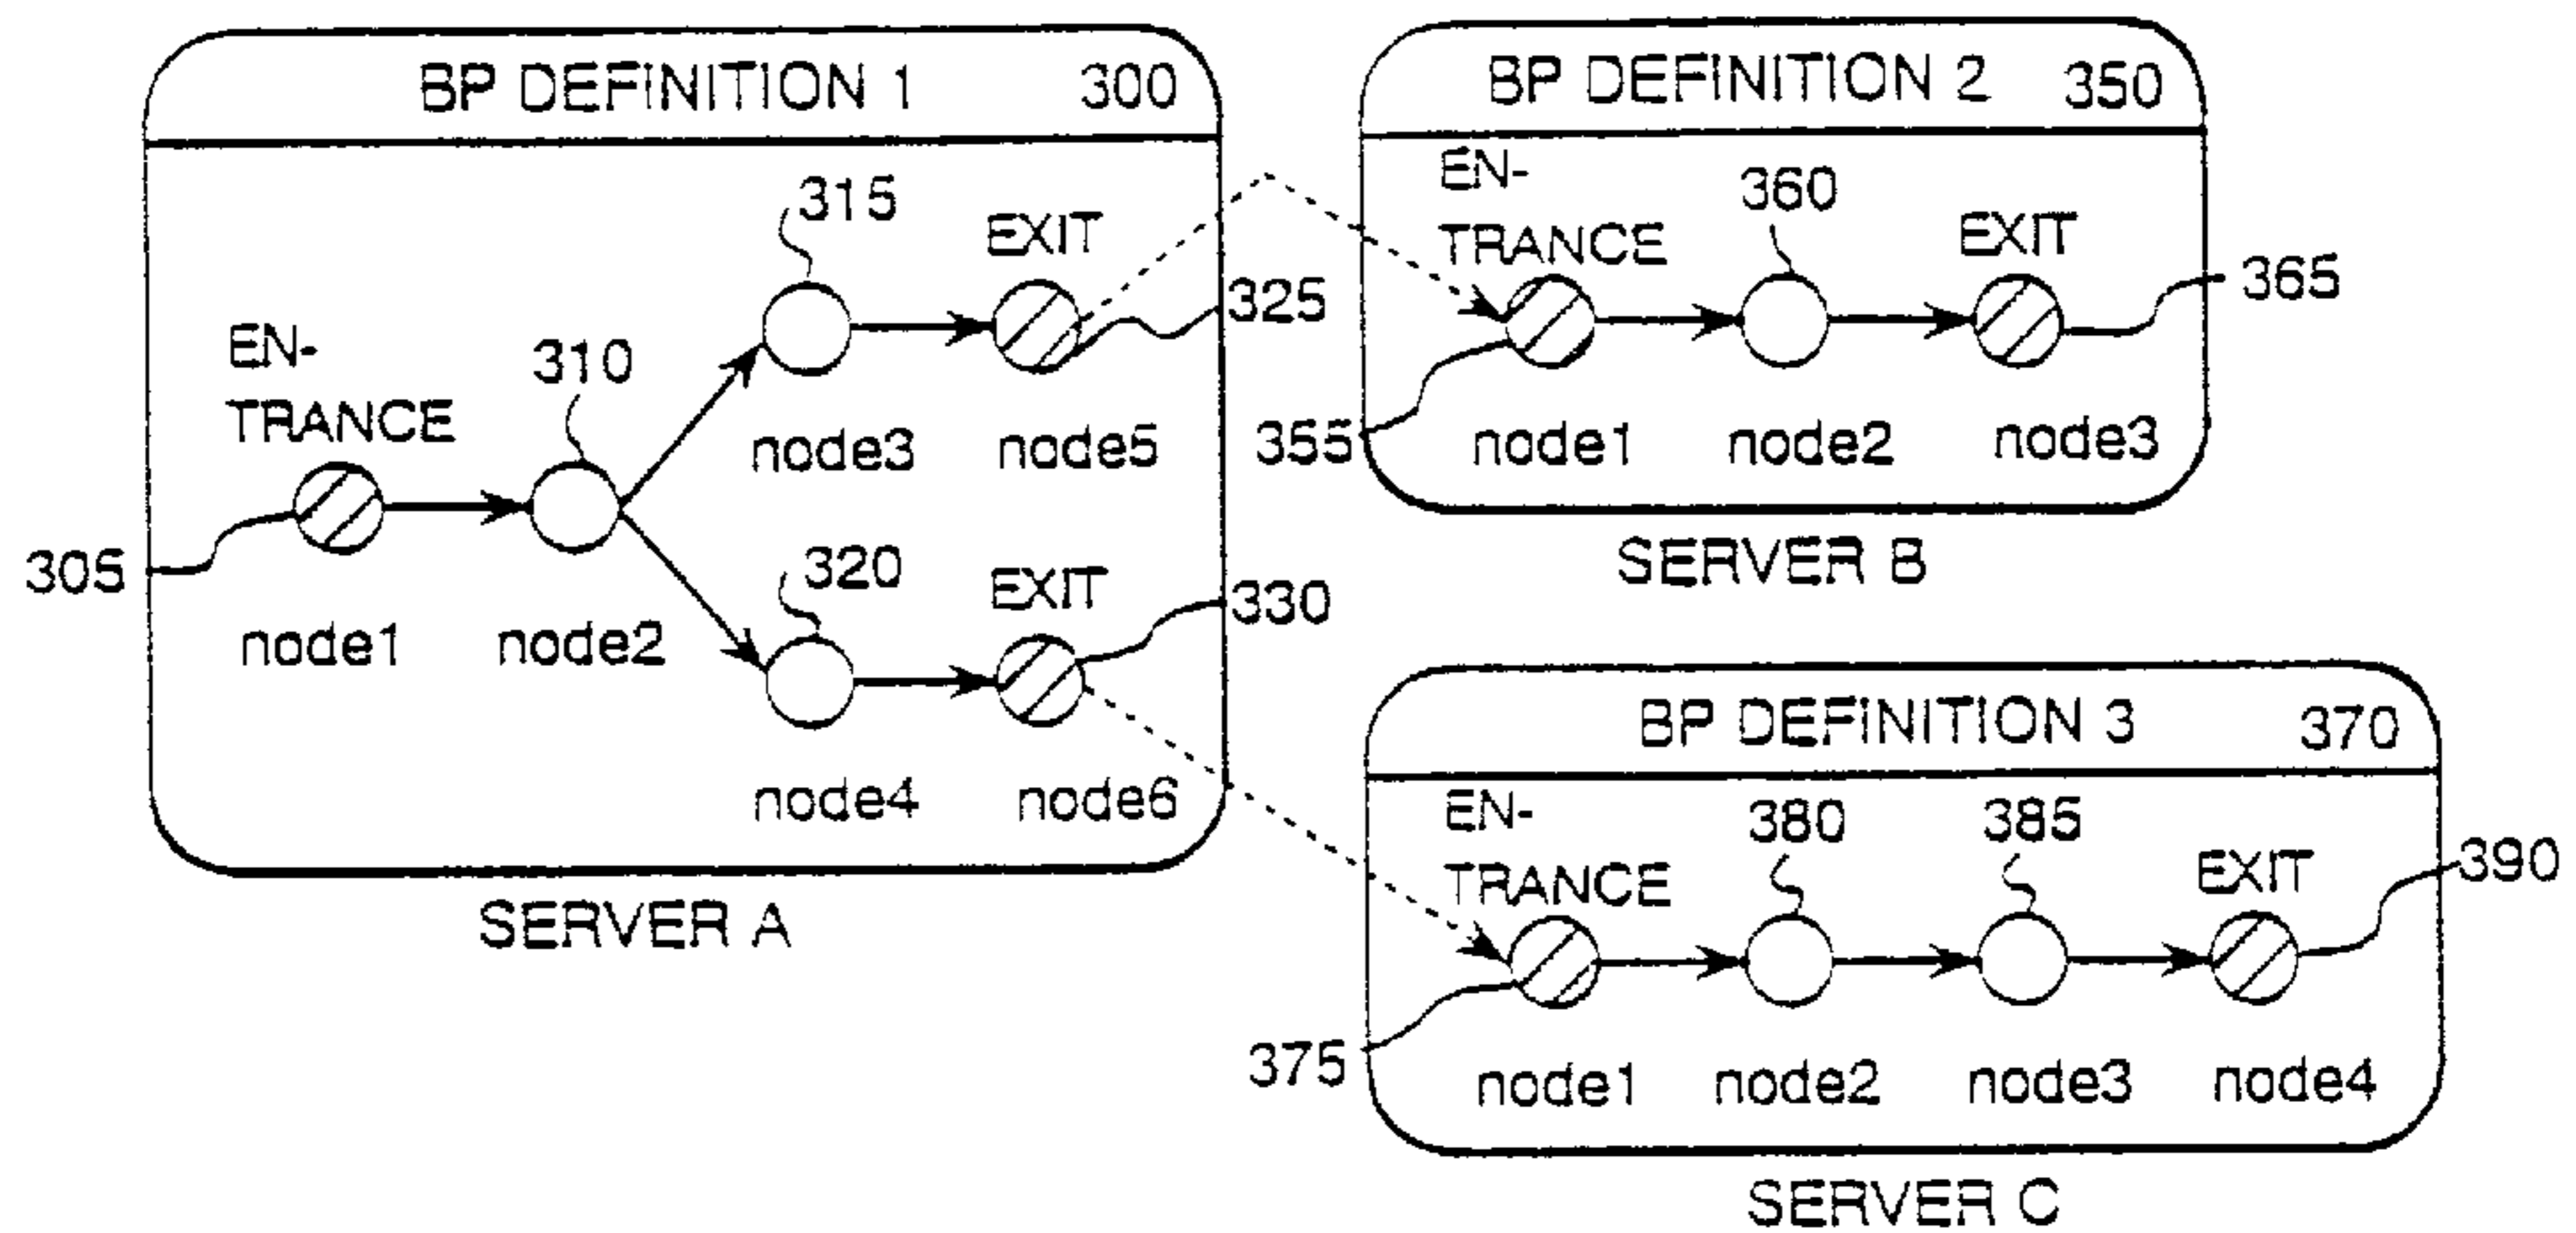 BP DEFINITION 1 300
315
EXIT
325
EN-
TRANCE
310
node3 node5
305
320
EXIT
330
node1 node2
node4 node6
SERVER A
BP DEFINITION 2 350
EN-
TRANCE
360
EXIT
365
355
node1 node2 node3
SERVER B
BP DEFINITION 3 370
EN-
TRANCE
380
385
EXIT
390
375
node1 node2 node3 node4
SERVER C